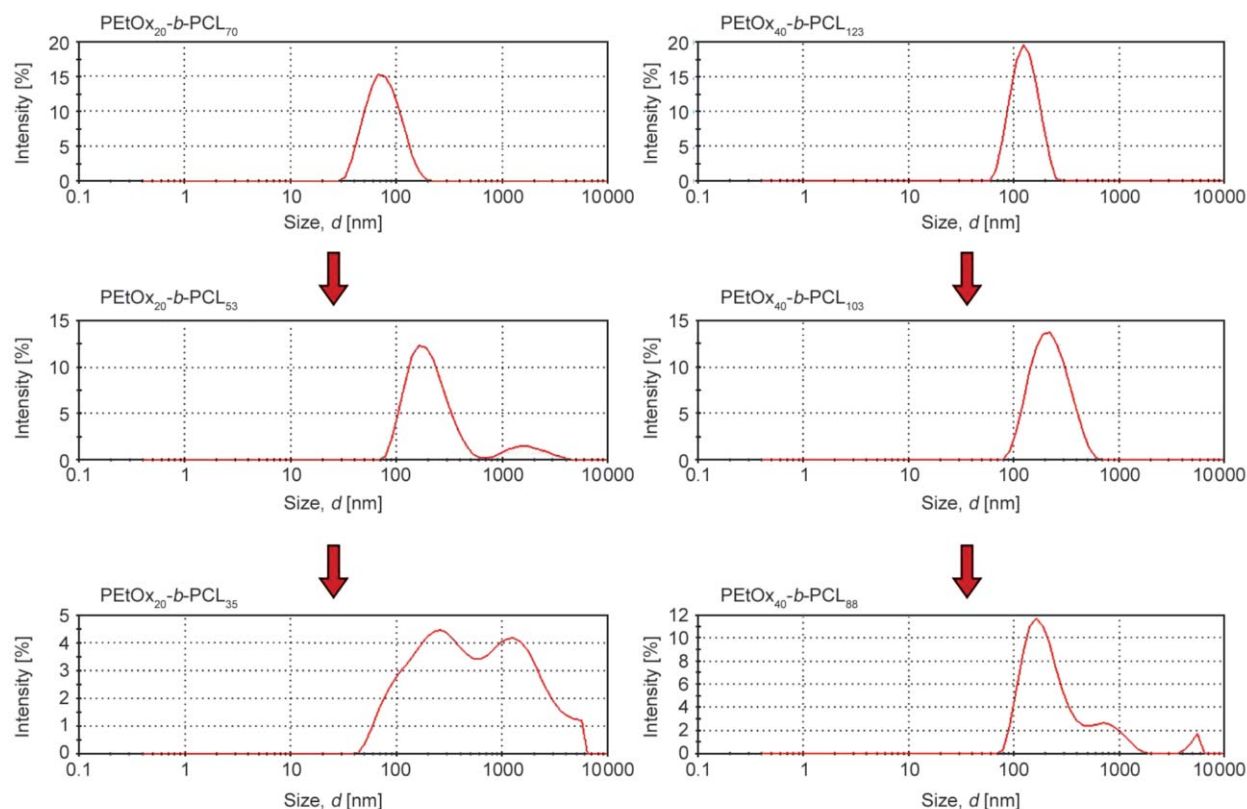 PEtOx₂₀-b-PCL₇₀
Intensity [%]
20
15
10
5
0
0.1 1 10 100 1000 10000
Size, d [nm]
PEtOx₄₀-b-PCL₁₂₃
Intensity [%]
20
15
10
5
0
0.1 1 10 100 1000 10000
Size, d [nm]
PEtOx₂₀-b-PCL₅₃
Intensity [%]
15
10
5
0
0.1 1 10 100 1000 10000
Size, d [nm]
PEtOx₄₀-b-PCL₁₀₃
Intensity [%]
15
10
5
0
0.1 1 10 100 1000 10000
Size, d [nm]
PEtOx₂₀-b-PCL₃₅
Intensity [%]
5
4
3
2
1
0
0.1 1 10 100 1000 10000
Size, d [nm]
PEtOx₄₀-b-PCL₈₈
Intensity [%]
12
10
8
6
4
2
0
0.1 1 10 100 1000 10000
Size, d [nm]